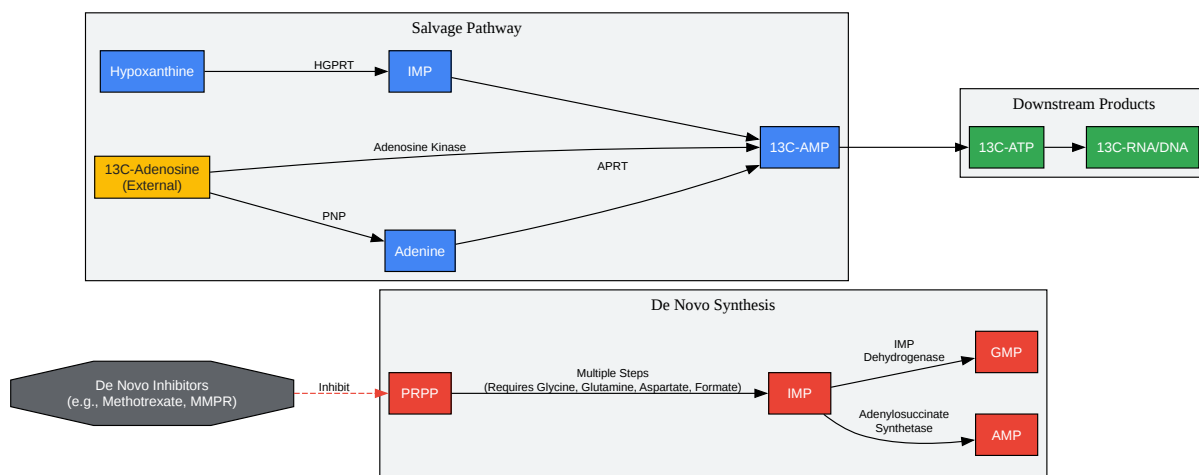 Salvage Pathway
Hypoxanthine
HGPRT
IMP
13C-Adenosine
(External)
Adenosine Kinase
PNP
Adenine
APRT
13C-AMP
Downstream Products
13C-ATP
13C-RNA/DNA
De Novo Synthesis
De Novo Inhibitors
(e.g., Methotrexate, MMPR)
Inhibit
PRPP
Multiple Steps
(Requires Glycine, Glutamine, Aspartate, Formate)
IMP
IMP
Dehydrogenase
GMP
Adenylosuccinate
Synthetase
AMP